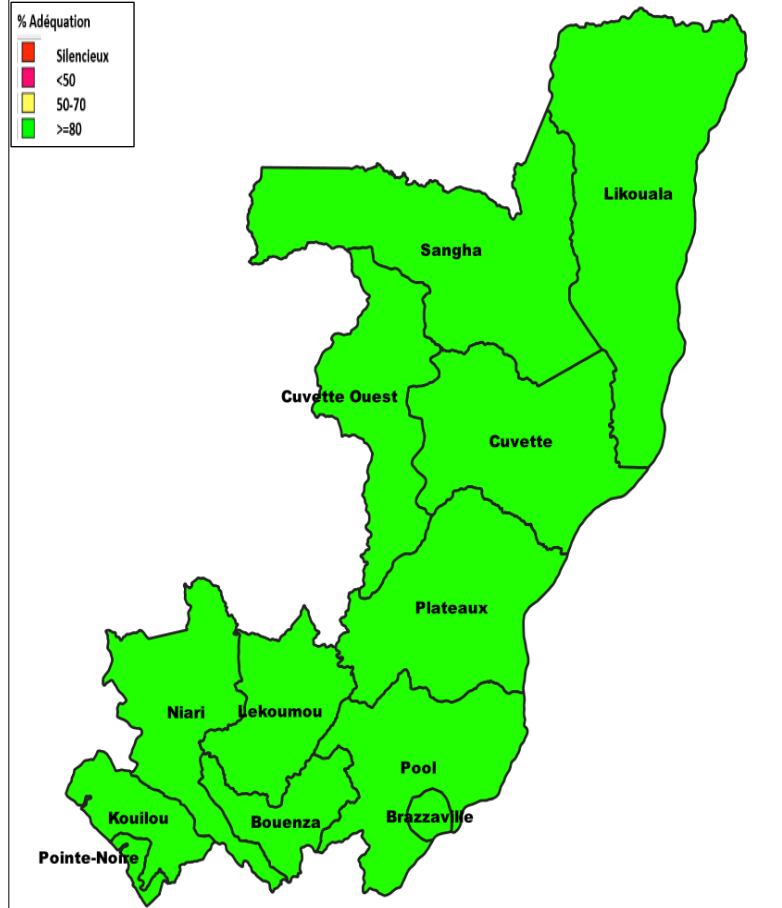 % Adéquation
Silencieux
<50
50-70
>=80
Likouala
Sangha
Cuvette Ouest
Cuvette
Plateaux
Niari
Lekoumou
Pool
Kouilou
Bouenza
Brazzaville
Pointe-Noire